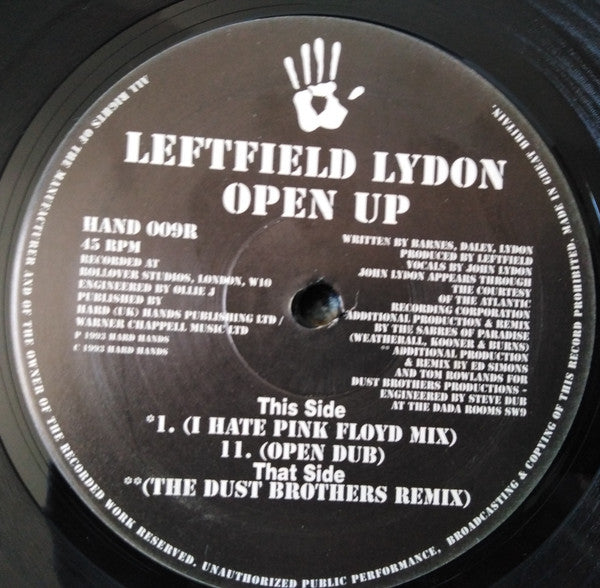 LEFTFIELD LYDON
OPEN UP
HAND 009R
45 RPM
RECORDED AT
ROLLOVER STUDIOS, LONDON, W10
ENGINEERED BY OLLIE J
PUBLISHED BY
HARD (UK) HANDS PUBLISHING LTD /
WARNER CHAPPELL MUSIC LTD
P 1993 HARD HANDS
C 1993 HARD HANDS
WRITTEN BY BARNES, DALEY, LYDON
PRODUCED BY LEFTFIELD
VOCALS BY JOHN LYDON
JOHN LYDON APPEARS THROUGH
THE COURTESY
OF THE ATLANTIC
RECORDING CORPORATION
* ADDITIONAL PRODUCTION & REMIX
BY THE SABRES OF PARADISE
(WEATHERALL, KOONER & BURNS)
** ADDITIONAL PRODUCTION
& REMIX BY ED SIMONS
AND TOM ROWLANDS FOR
DUST BROTHERS PRODUCTIONS -
ENGINEERED BY STEVE DUB
AT THE DADA ROOMS SW9
This Side
*1. (I HATE PINK FLOYD MIX)
11. (OPEN DUB)
That Side
**(THE DUST BROTHERS REMIX)
ALL RIGHTS OF THE MANUFACTURER AND OF THE OWNER OF THE RECORDED WORK RESERVED. UNAUTHORIZED PUBLIC PERFORMANCE, BROADCASTING & COPYING OF THIS RECORD PROHIBITED. MADE IN GREAT BRITAIN.